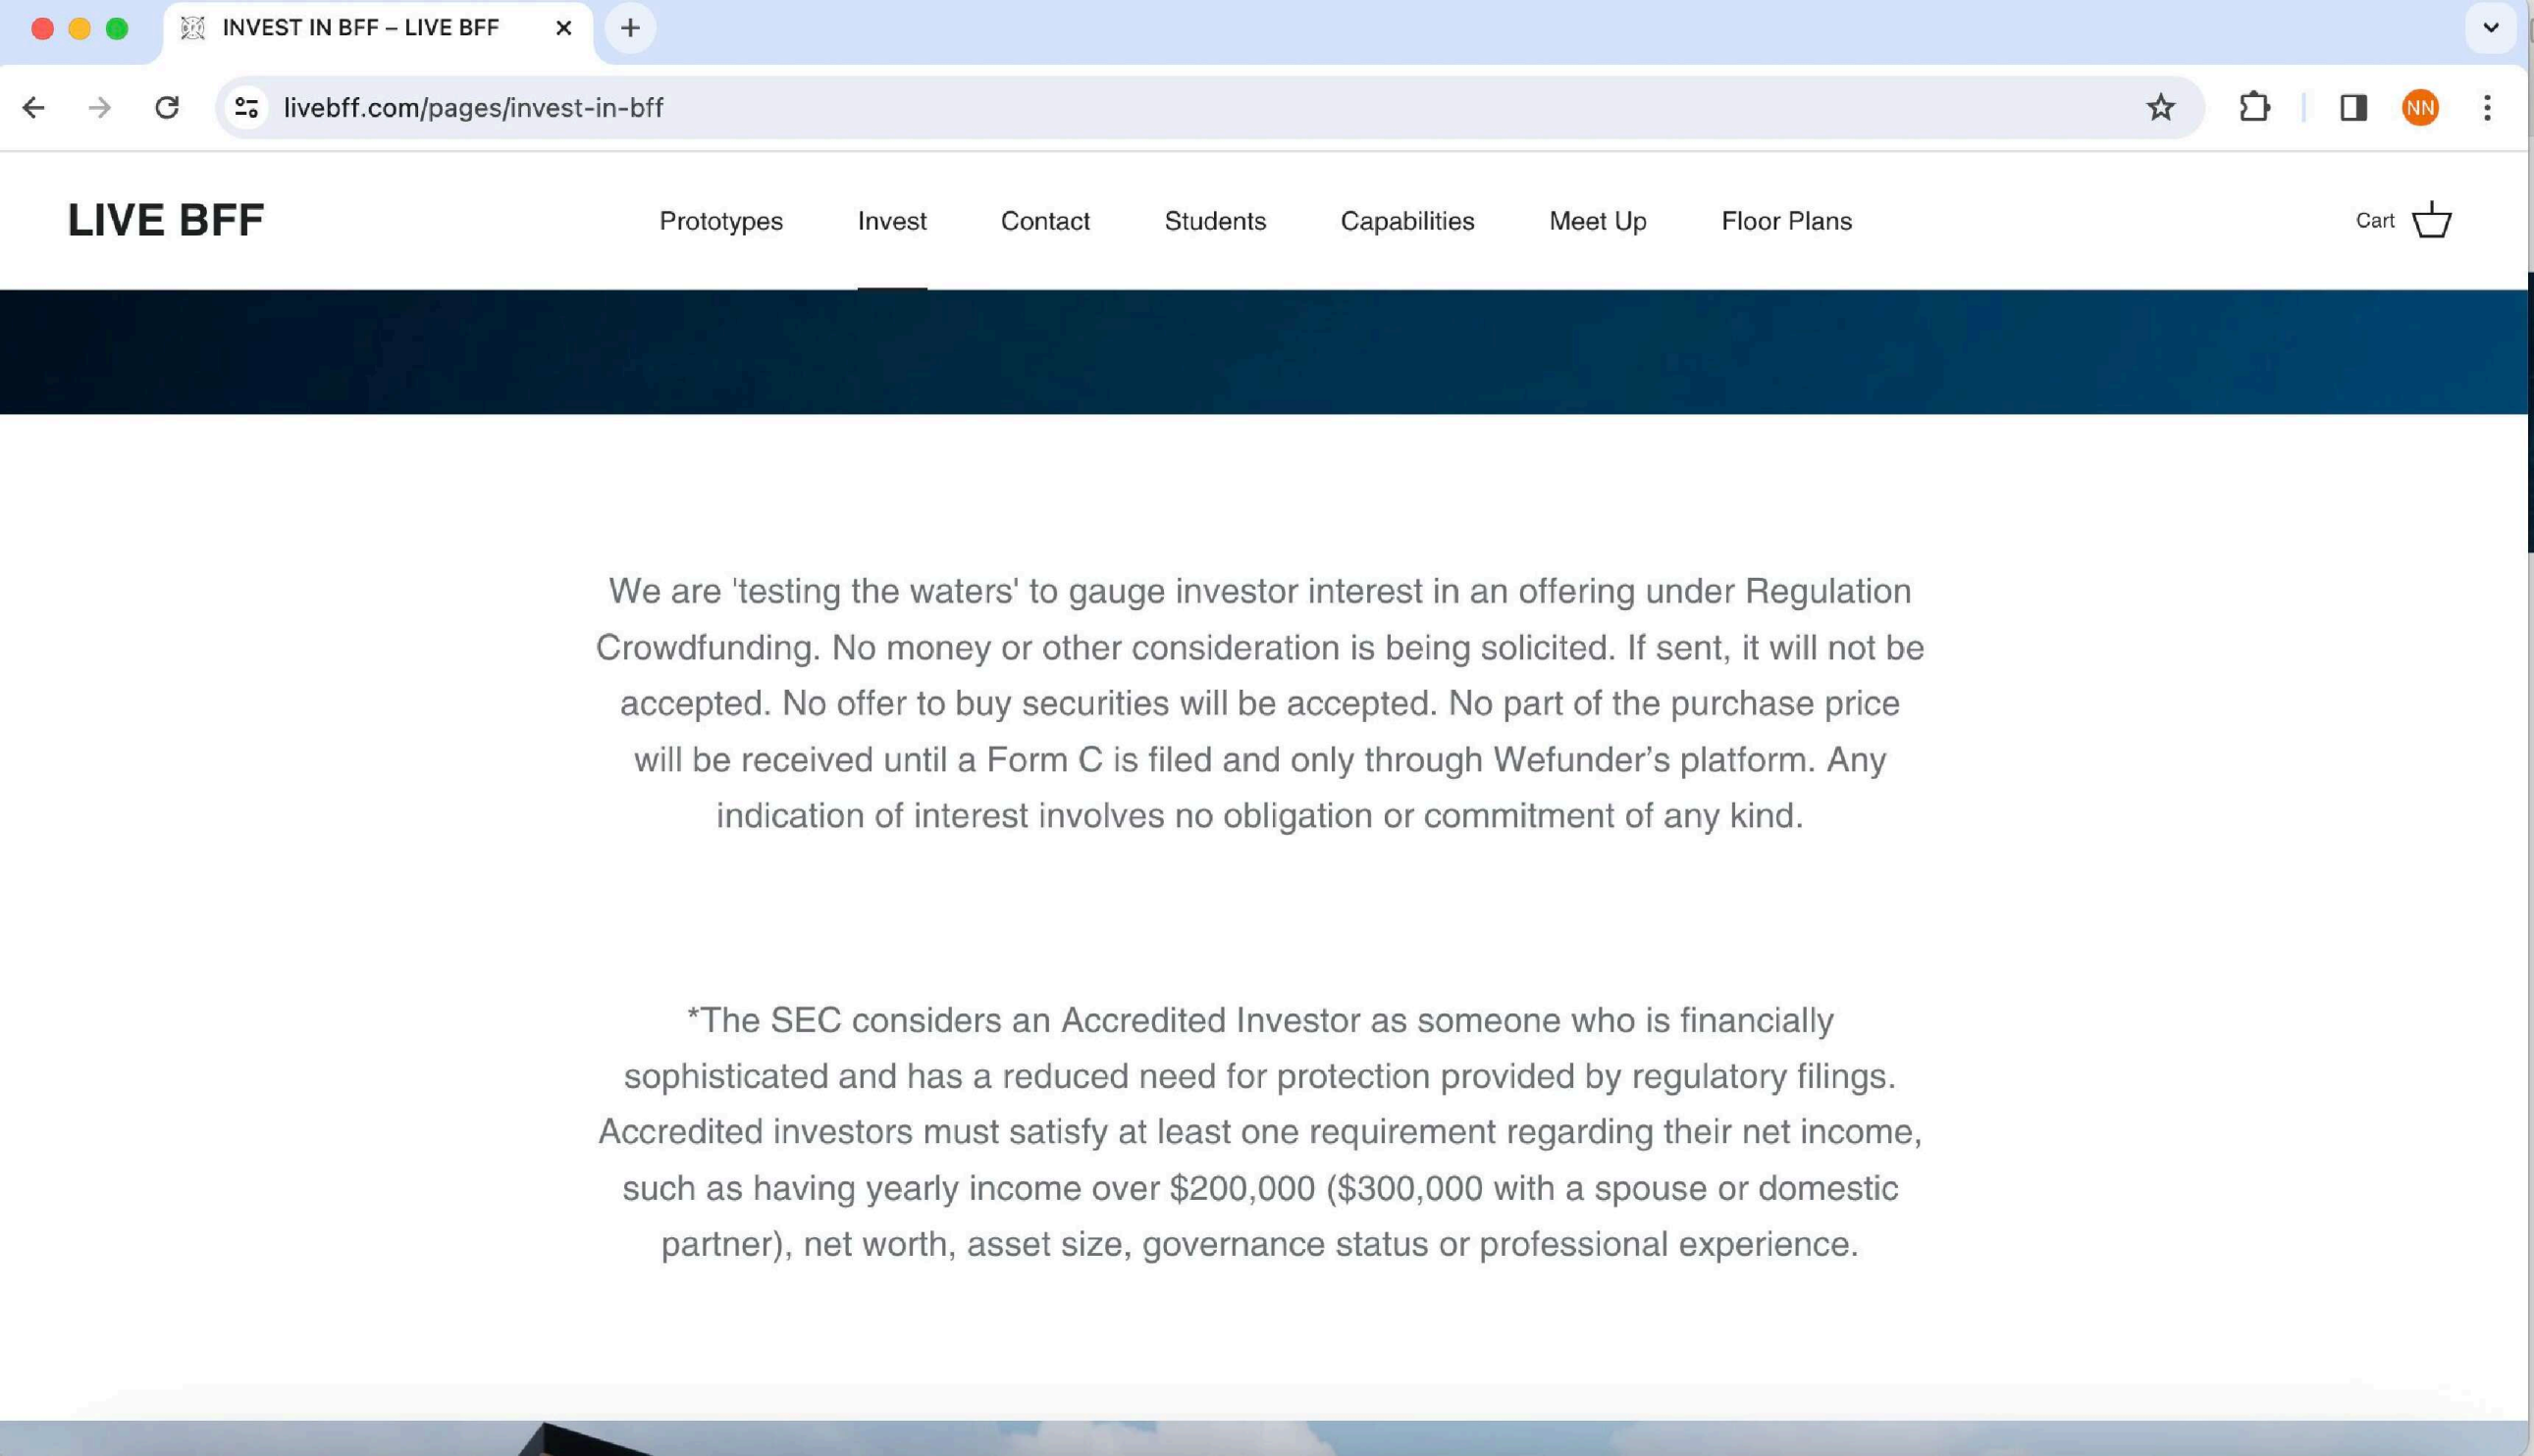 INVEST IN BFF – LIVE BFF
livebff.com/pages/invest-in-bff
NN
LIVE BFF
Prototypes
Invest
Contact
Students
Capabilities
Meet Up
Floor Plans
Cart
We are 'testing the waters' to gauge investor interest in an offering under Regulation
Crowdfunding. No money or other consideration is being solicited. If sent, it will not be
accepted. No offer to buy securities will be accepted. No part of the purchase price
will be received until a Form C is filed and only through Wefunder’s platform. Any
indication of interest involves no obligation or commitment of any kind.
*The SEC considers an Accredited Investor as someone who is financially
sophisticated and has a reduced need for protection provided by regulatory filings.
Accredited investors must satisfy at least one requirement regarding their net income,
such as having yearly income over $200,000 ($300,000 with a spouse or domestic
partner), net worth, asset size, governance status or professional experience.